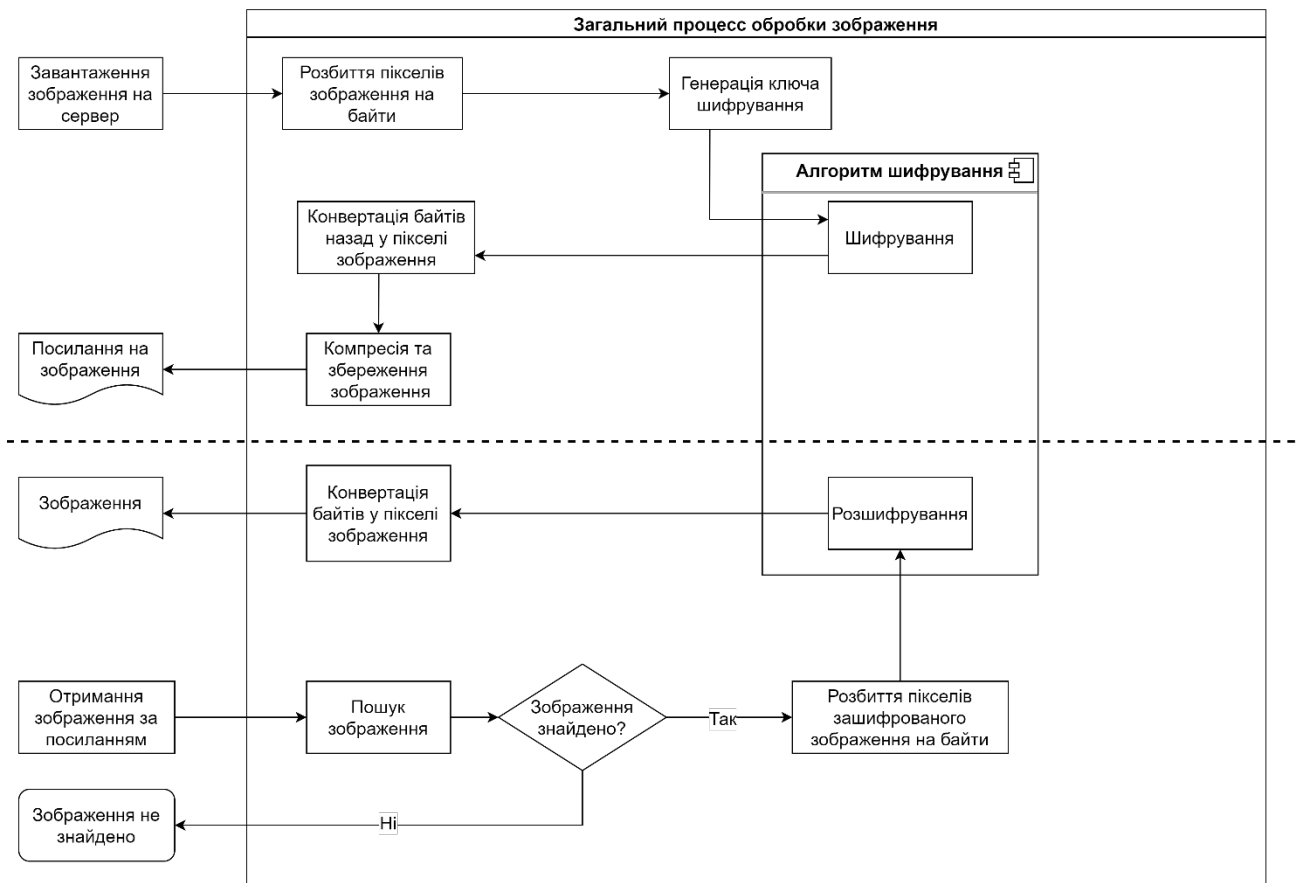 Загальний процесс обробки зображення
Завантаження
зображення на
сервер
Розбиття пікселів
зображення на
байти
Генерація ключа
шифрування
Алгоритм шифрування
Конвертація байтів
назад у пікселі
зображення
Шифрування
Посилання на
зображення
Компресія та
збереження
зображення
Зображення
Конвертація
байтів у пікселі
зображення
Розшифрування
Отримання
зображення за
посиланням
Пошук
зображення
Зображення
знайдено?
Так
Розбиття пікселів
зашифрованого
зображення на байти
Зображення не
знайдено
Ні